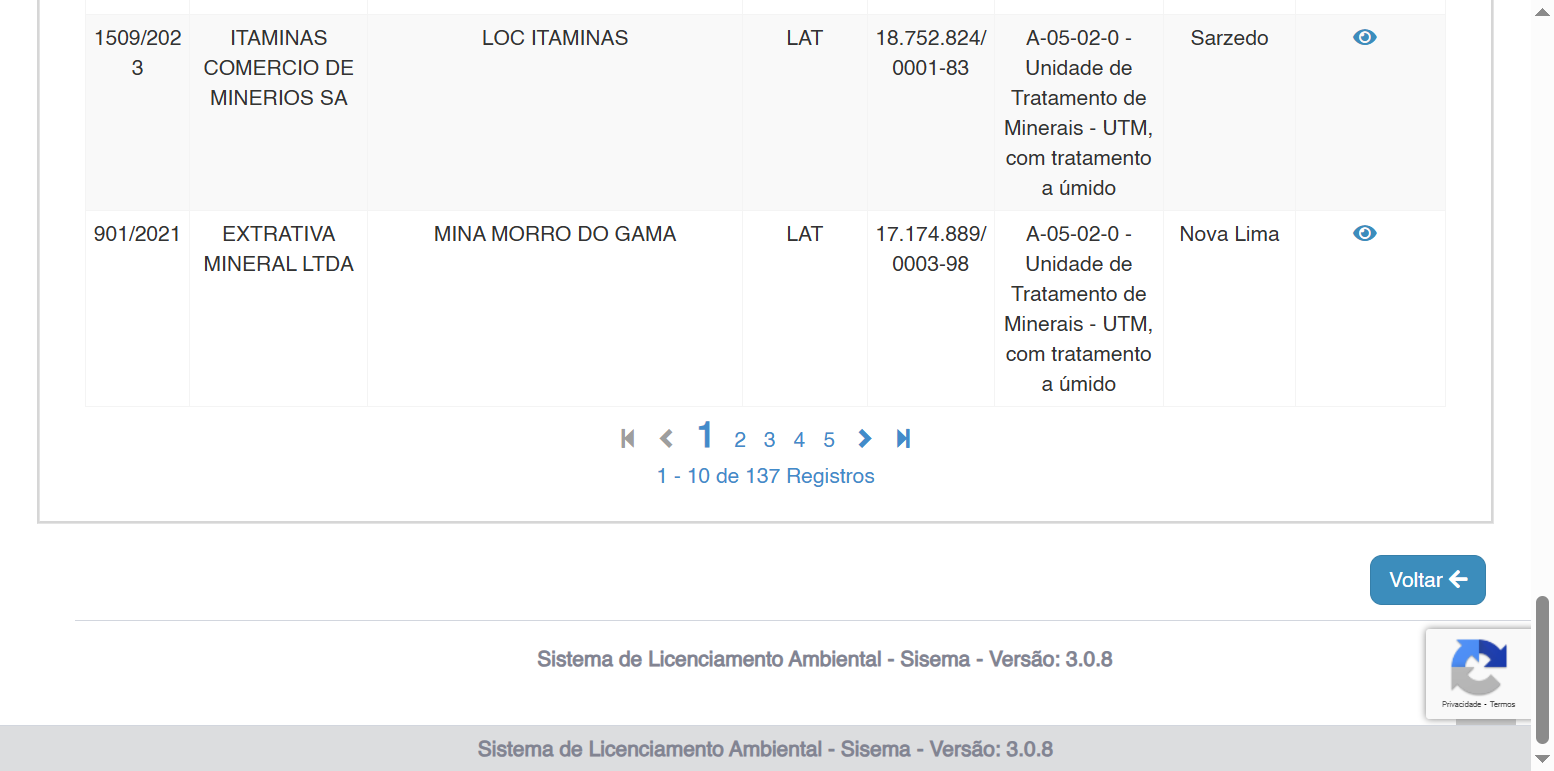 1509/202
3
ITAMINAS
COMERCIO DE
MINERIOS SA
LOC ITAMINAS
LAT
18.752.824/
0001-83
A-05-02-0 -
Unidade de
Tratamento de
Minerais - UTM,
com tratamento
a úmido
Sarzedo
901/2021
EXTRATIVA
MINERAL LTDA
MINA MORRO DO GAMA
LAT
17.174.889/
0003-98
A-05-02-0 -
Unidade de
Tratamento de
Minerais - UTM,
com tratamento
a úmido
Nova Lima
1 2 3 4 5
1 - 10 de 137 Registros
Voltar
Sistema de Licenciamento Ambiental - Sisema - Versão: 3.0.8
Privacidade - Termos
Sistema de Licenciamento Ambiental - Sisema - Versão: 3.0.8